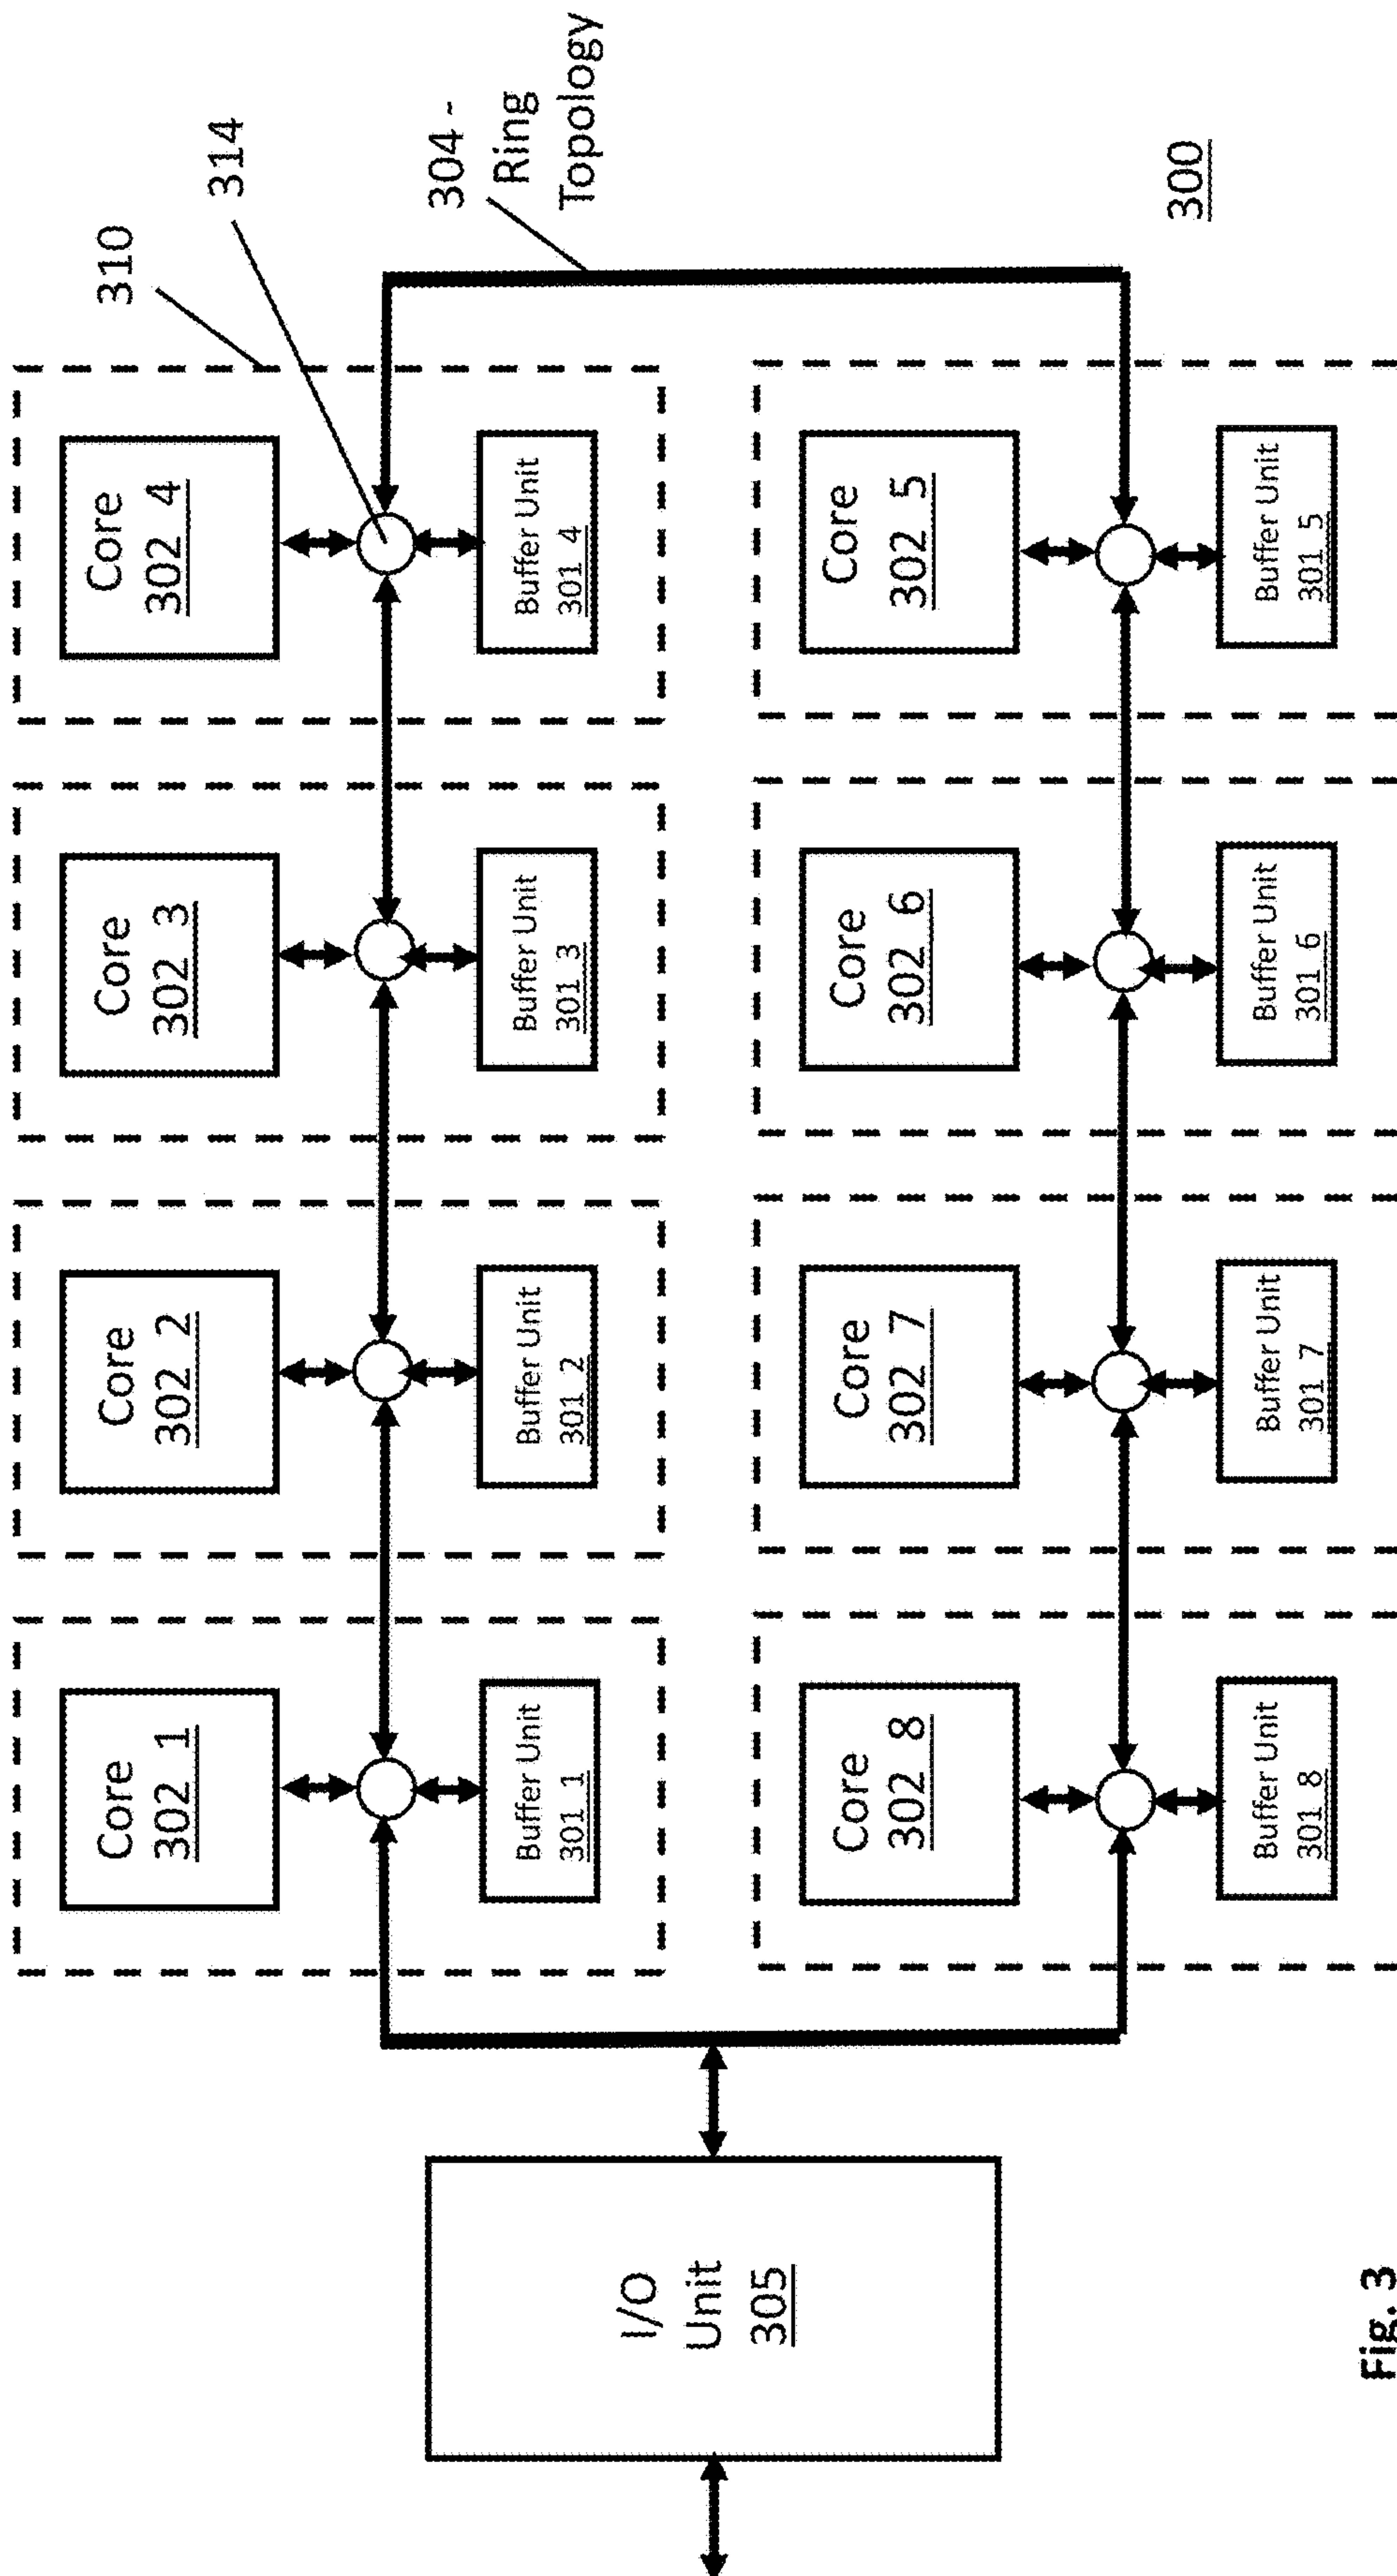 310
314
304 -
Ring
Topology
Core
302_1
Core
302_2
Core
302_3
Core
302_4
Buffer Unit
301_1
Buffer Unit
301_2
Buffer Unit
301_3
Buffer Unit
301_4
I/O
Unit
305
Core
302_8
Core
302_7
Core
302_6
Core
302_5
Buffer Unit
301_8
Buffer Unit
301_7
Buffer Unit
301_6
Buffer Unit
301_5
300
Fig. 3